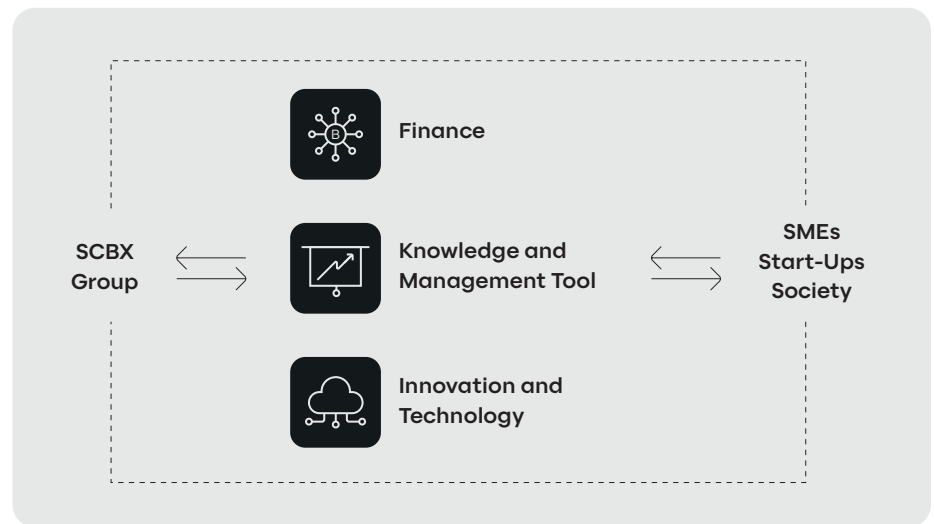 Finance
SCBX
Group
Knowledge and
Management Tool
SMEs
Start-Ups
Society
Innovation and
Technology
B